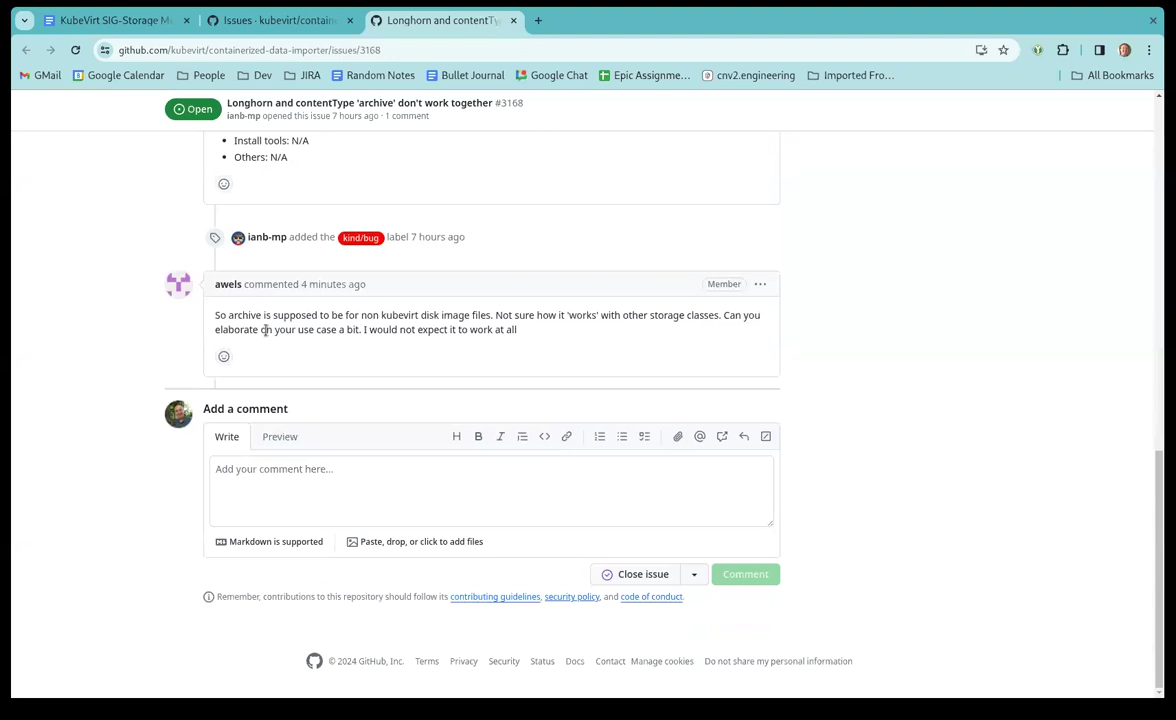 KubeVirt SIG-Storage M
Issues · kubevirt/contain
Longhorn and contentTy
github.com/kubevirt/containerized-data-importer/issues/3168
GMail
Google Calendar
People
Dev
JIRA
Random Notes
Bullet Journal
Google Chat
Epic Assignme...
cnv2.engineering
Imported Fro...
All Bookmarks
Open
Longhorn and contentType 'archive' don't work together #3168
ianb-mp opened this issue 7 hours ago · 1 comment
Install tools: N/A
Others: N/A
ianb-mp added the kind/bug label 7 hours ago
awels commented 4 minutes ago
Member
So archive is supposed to be for non kubevirt disk image files. Not sure how it 'works' with other storage classes. Can you
elaborate on your use case a bit. I would not expect it to work at all
Add a comment
Write
Preview
Add your comment here...
Markdown is supported
Paste, drop, or click to add files
Close issue
Comment
Remember, contributions to this repository should follow its contributing guidelines, security policy, and code of conduct.
© 2024 GitHub, Inc.
Terms
Privacy
Security
Status
Docs
Contact
Manage cookies
Do not share my personal information